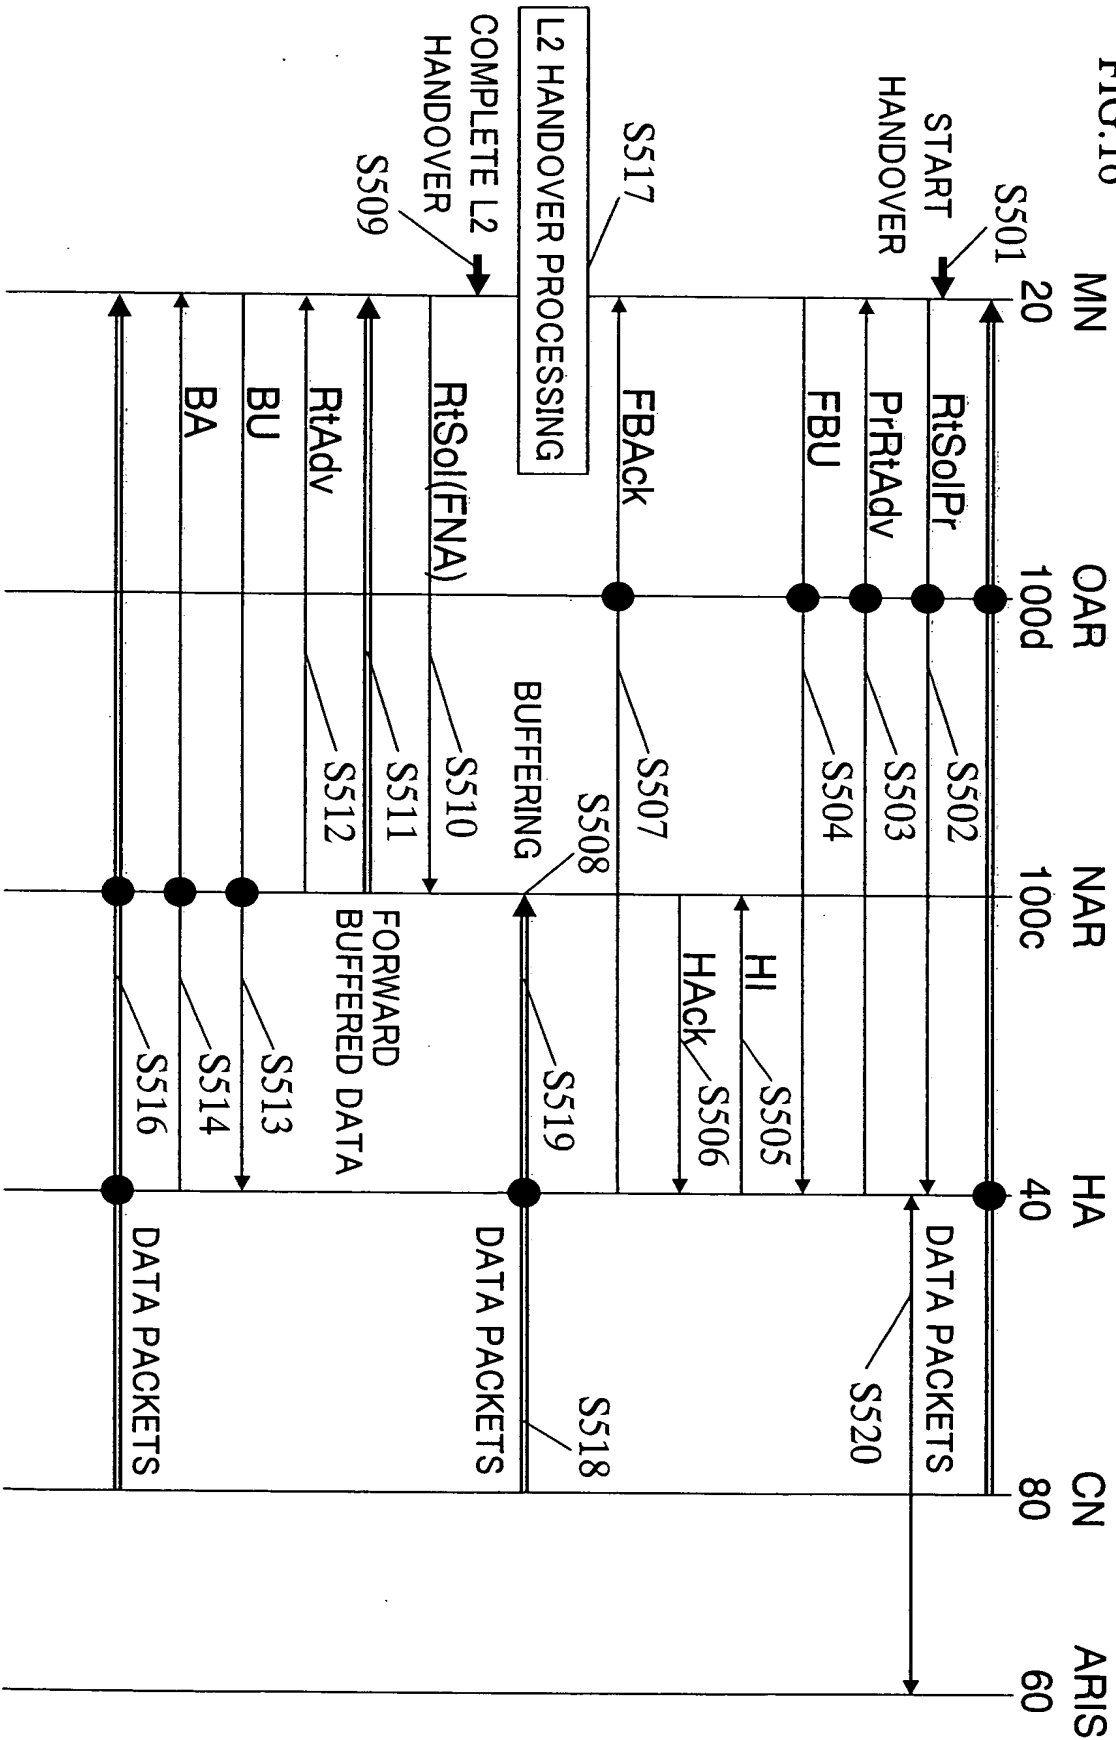 FIG.16
MN
OAR
NAR
HA
CN
ARIS
20
100d
100c
40
80
60
S501
START
HANDOVER
RtSolPr
S502
DATA PACKETS
PrRtAdv
S503
S520
FBU
S504
HI
S505
HAck
S506
S517
FBAck
S507
S508
S518
L2 HANDOVER PROCESSING
BUFFERING
S519
DATA PACKETS
COMPLETE L2
HANDOVER
RtSol(FNA)
S510
S509
S511
FORWARD
BUFFERED DATA
RtAdv
S512
BU
S513
BA
S514
S516
DATA PACKETS